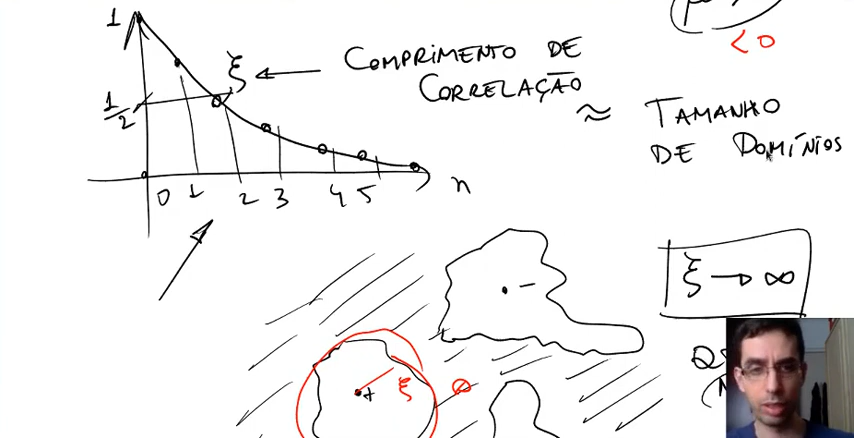 < 0
1
ξ ← COMPRIMENTO DE
CORRELAÇÃO
1/2
≈ TAMANHO
DE DOMÍNIOS
0 1 2 3 4 5 n
−
ξ → ∞
+ ξ